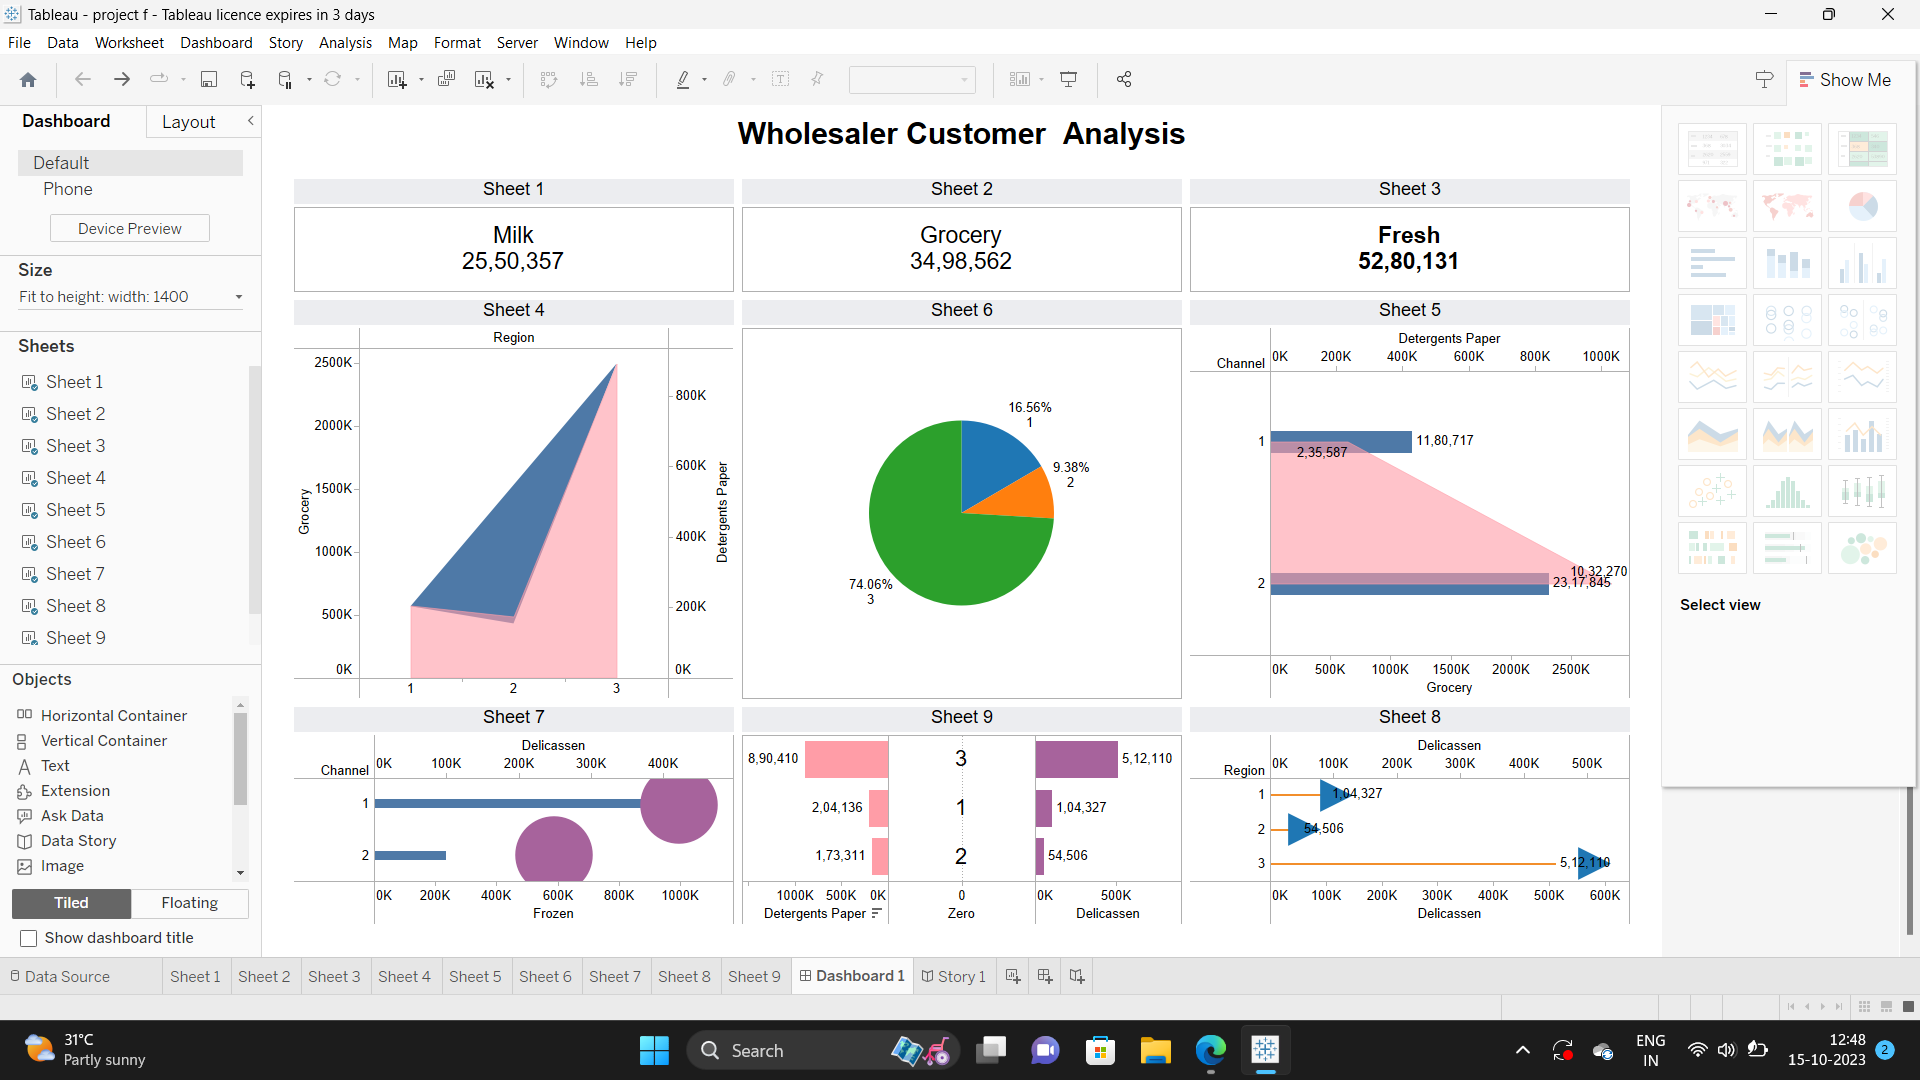 Tableau - project f - Tableau licence expires in 3 days
File Data Worksheet Dashboard Story Analysis Map Format Server Window Help
Show Me
Dashboard Layout
Default
Phone
Device Preview
Size
Fit to height: width: 1400
Sheets
Sheet 1
Sheet 2
Sheet 3
Sheet 4
Sheet 5
Sheet 6
Sheet 7
Sheet 8
Sheet 9
Objects
Horizontal Container
Vertical Container
Text
Extension
Ask Data
Data Story
Image
Tiled Floating
Show dashboard title
Wholesaler Customer Analysis
Sheet 1
Milk
25,50,357
Sheet 2
Grocery
34,98,562
Sheet 3
Fresh
52,80,131
Sheet 4
Region
2500K
2000K
1500K
1000K
500K
0K
Grocery
800K
600K
400K
200K
0K
Detergents Paper
1 2 3
Sheet 6
16.56%
1
9.38%
2
74.06%
3
Sheet 5
Detergents Paper
Channel 0K 200K 400K 600K 800K 1000K
1 11,80,717
2,35,587
10,32,270
2 23,17,845
0K 500K 1000K 1500K 2000K 2500K
Grocery
Sheet 7
Delicassen
Channel 0K 100K 200K 300K 400K
1
2
0K 200K 400K 600K 800K 1000K
Frozen
Sheet 9
8,90,410 3 5,12,110
2,04,136 1 1,04,327
1,73,311 2 54,506
1000K 500K 0K 0 0K 500K
Detergents Paper Zero Delicassen
Sheet 8
Delicassen
Region 0K 100K 200K 300K 400K 500K
1 1,04,327
2 54,506
3 5,12,110
0K 100K 200K 300K 400K 500K 600K
Delicassen
Select view
Data Source Sheet 1 Sheet 2 Sheet 3 Sheet 4 Sheet 5 Sheet 6 Sheet 7 Sheet 8 Sheet 9 Dashboard 1 Story 1
31°C
Partly sunny
Search
ENG
IN
12:48
15-10-2023
2